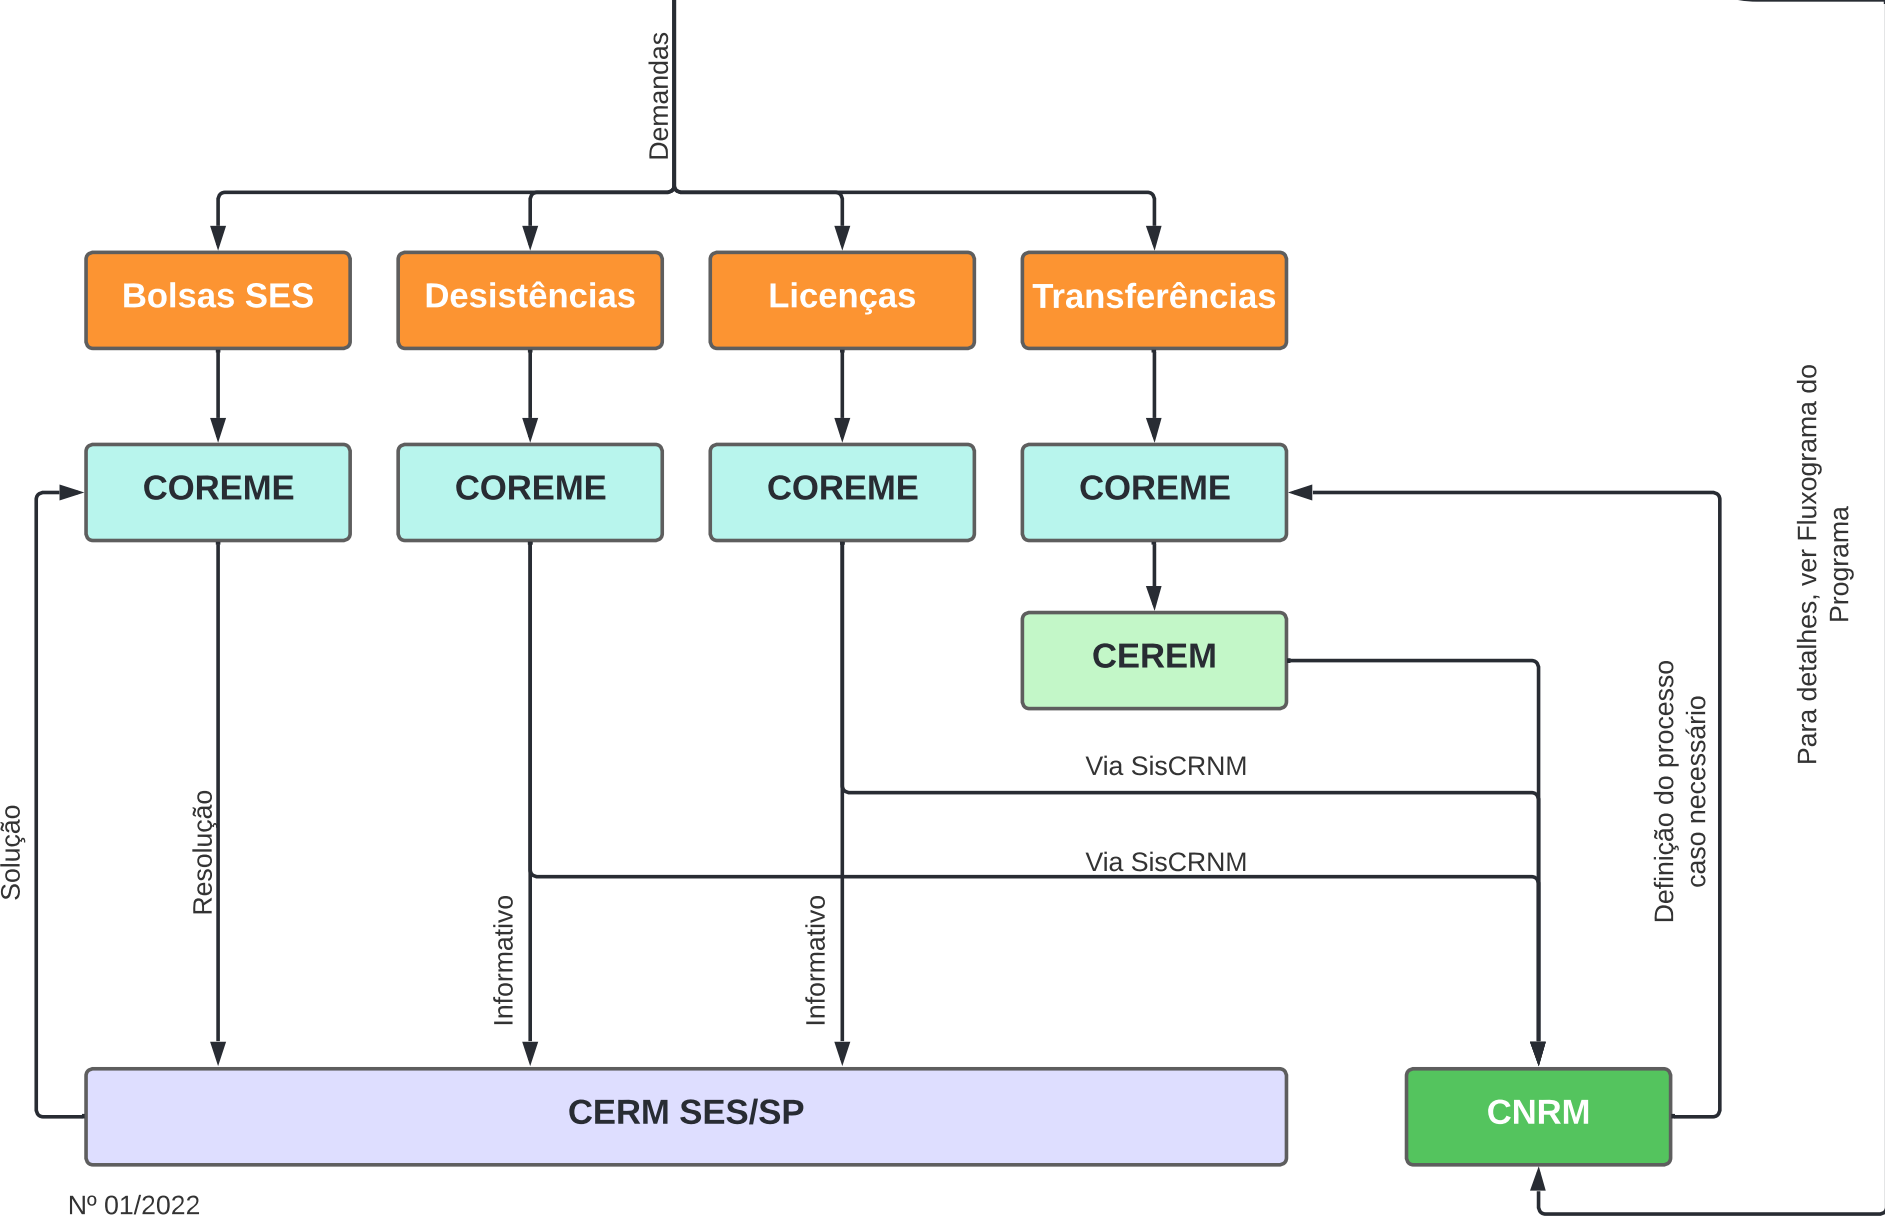 Demandas
Bolsas SES
Desistências
Licenças
Transferências
COREME
COREME
COREME
COREME
CEREM
Via SisCRNM
Via SisCRNM
Solução
Resolução
Informativo
Informativo
Definição do processo
caso necessário
Para detalhes, ver Fluxograma do
Programa
CERM SES/SP
CNRM
Nº 01/2022